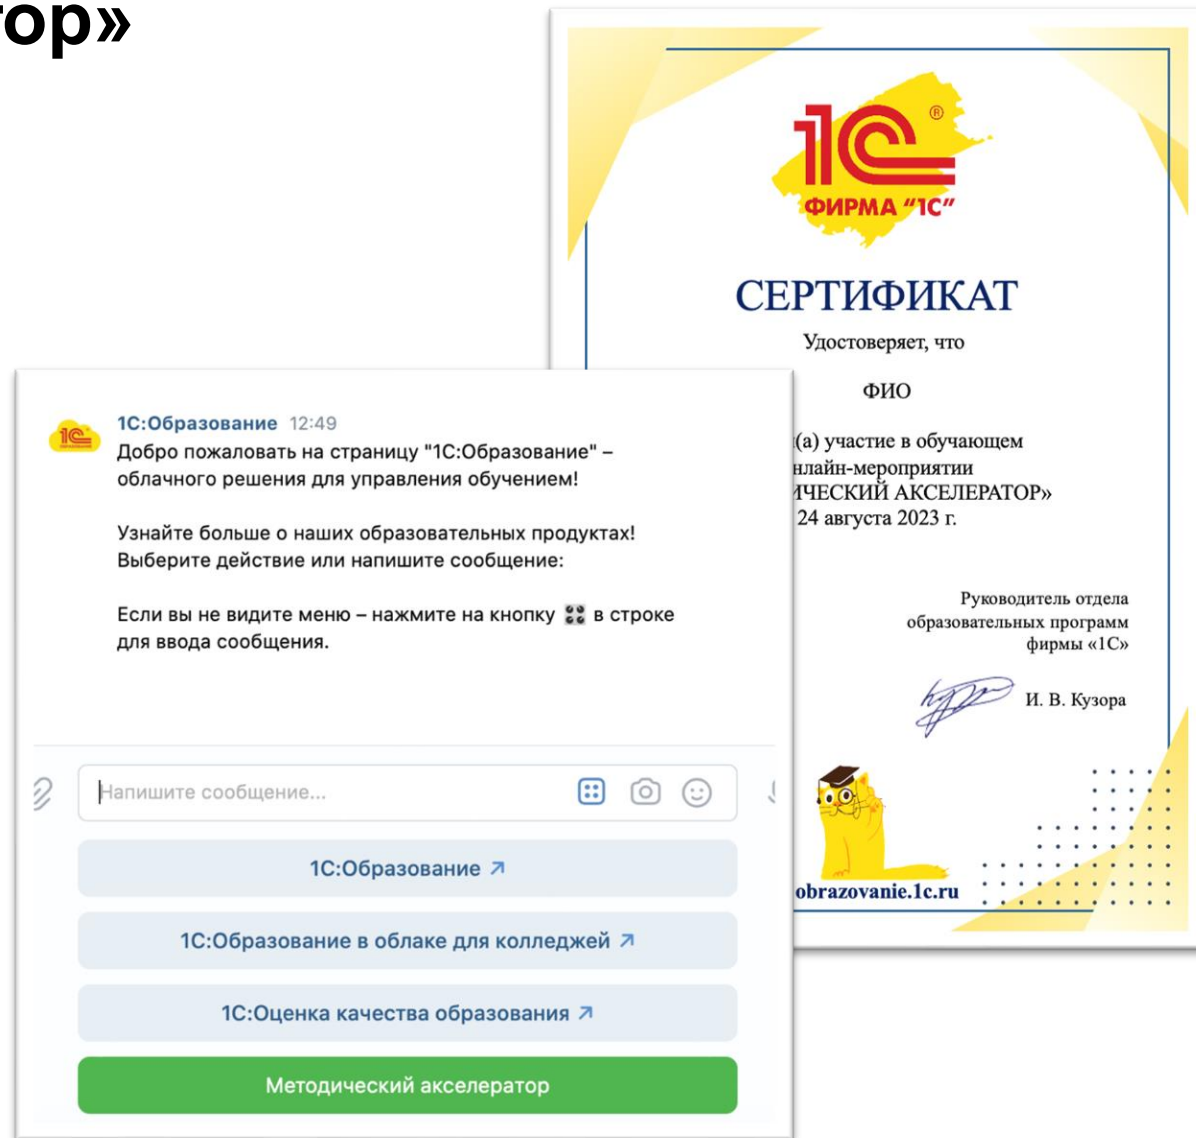 тор»
1С®
ФИРМА "1С"
СЕРТИФИКАТ
Удостоверяет, что
ФИО
(а) участие в обучающем
нлайн-мероприятии
ИЧЕСКИЙ АКСЕЛЕРАТОР»
24 августа 2023 г.
Руководитель отдела
образовательных программ
фирмы «1С»
И. В. Кузора
obrazovanie.1c.ru
1С
1С:Образование 12:49
Добро пожаловать на страницу "1С:Образование" –
облачного решения для управления обучением!
Узнайте больше о наших образовательных продуктах!
Выберите действие или напишите сообщение:
Если вы не видите меню – нажмите на кнопку в строке
для ввода сообщения.
Напишите сообщение...
1С:Образование
1С:Образование в облаке для колледжей
1С:Оценка качества образования
Методический акселератор